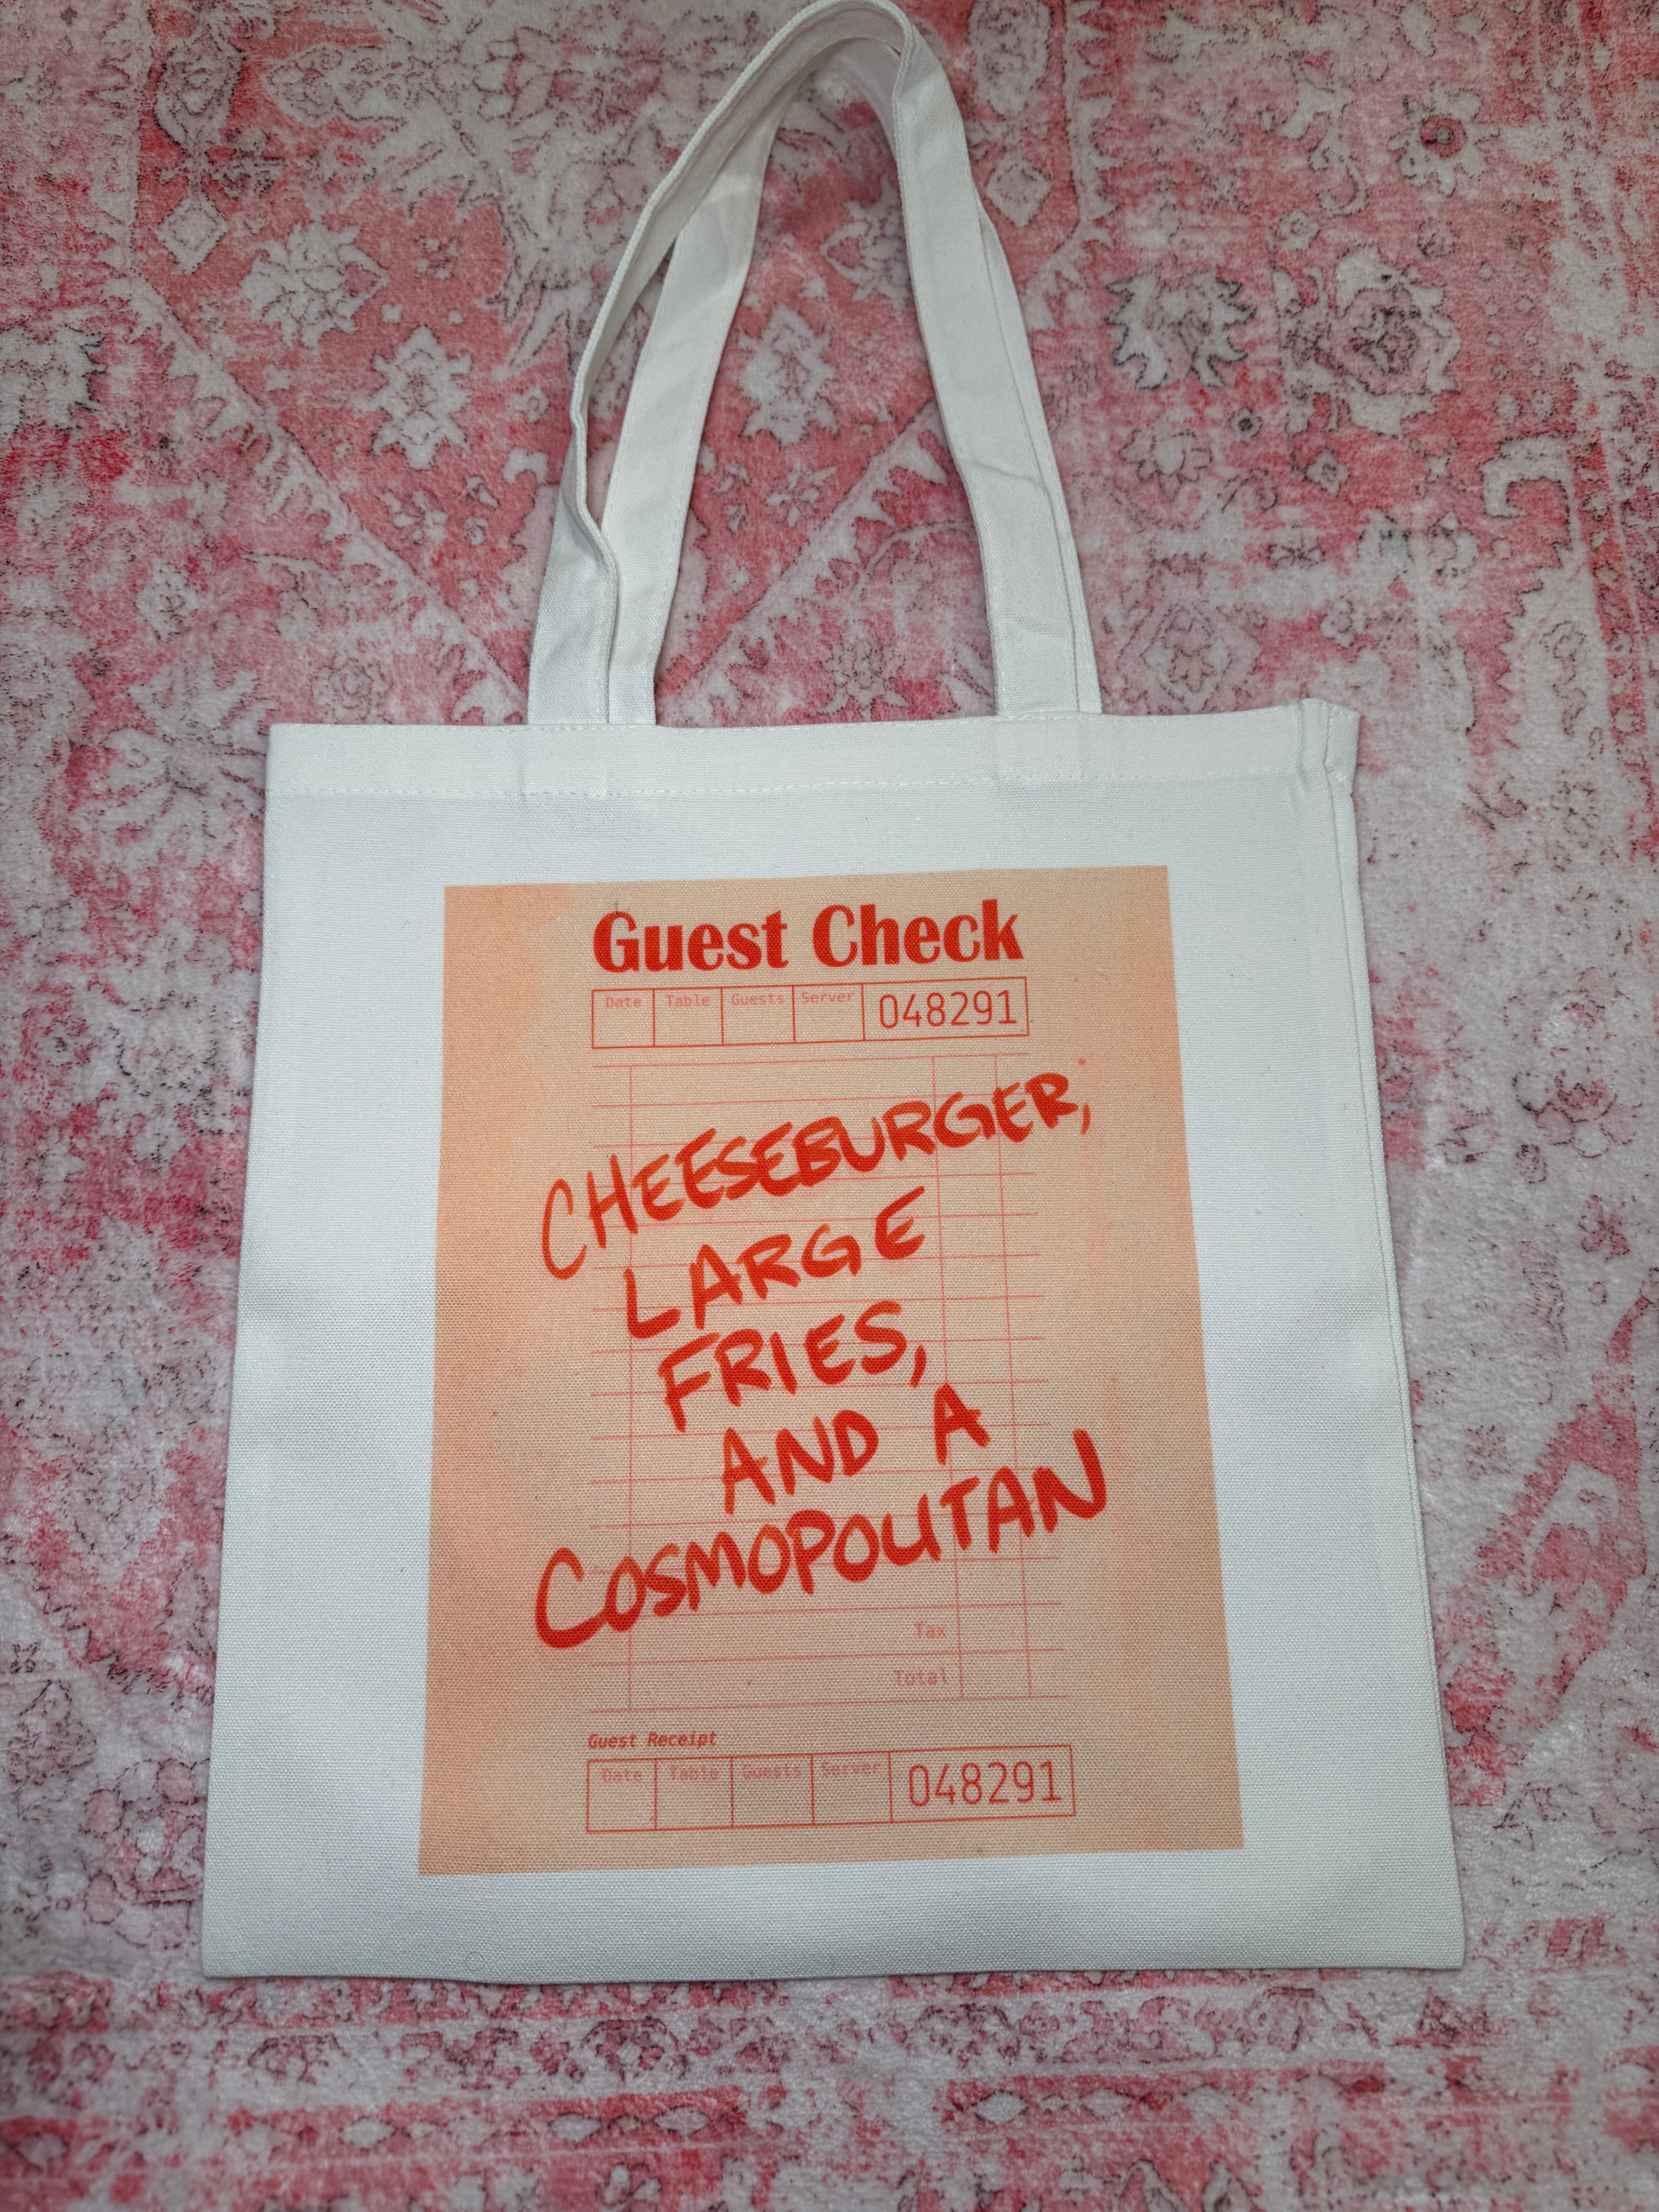 Guest Check
Date Table Guests Server 048291
CHEESEBURGER,
LARGE
FRIES,
AND A
COSMOPOLITAN
Tax
Total
Guest Receipt
Date Table Guests Server 048291